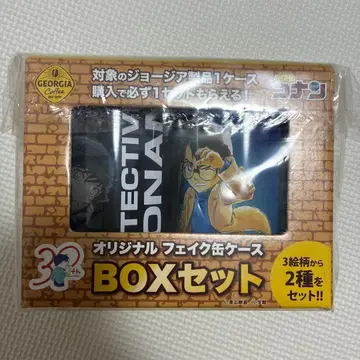 GEORGIA
Coffee
対象のジョージア製品1ケース
購入で必ず1セットもらえる!
コナン
DETECTIVE
CONAN
30
オリジナル フェイク缶ケース
BOXセット
3絵柄から
2種を
セット!!